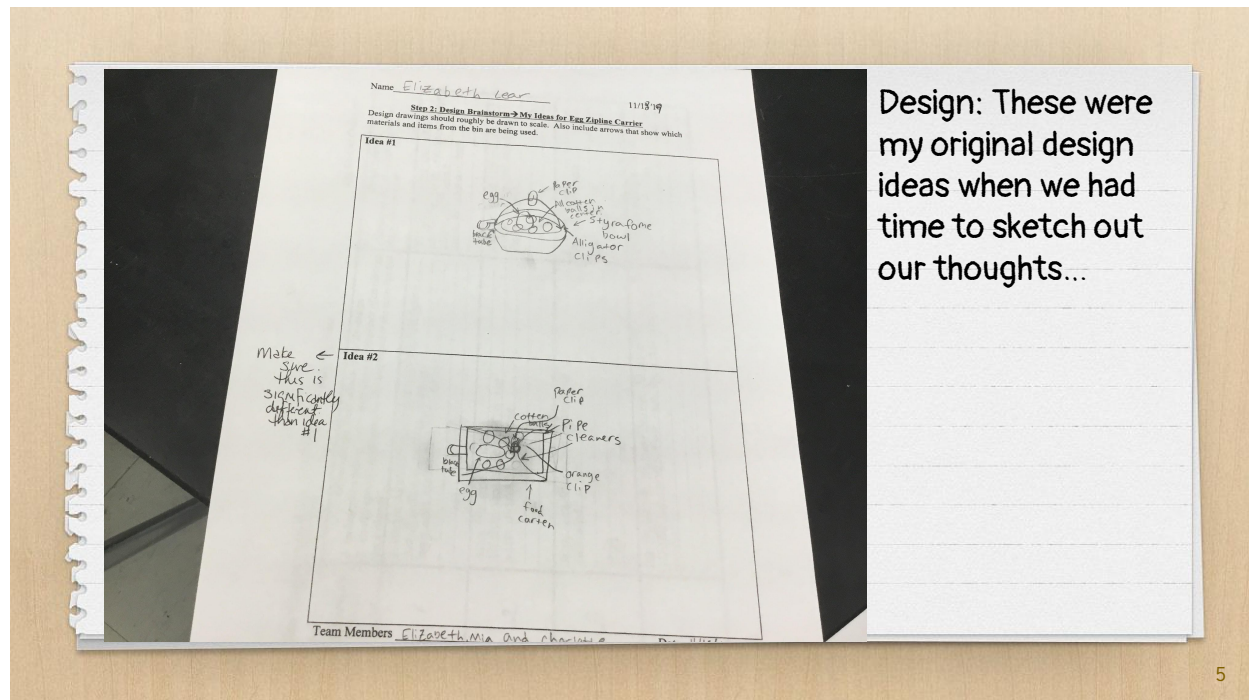 Name Elizabeth Lear
11/18/19
Step 2: Design Brainstorm→My Ideas for Egg Zipline Carrier
Design drawings should roughly be drawn to scale. Also include arrows that show which
materials and items from the bin are being used.
Idea #1
paper
clip
egg
All cotten
balls in
center
Styrafome
bowl
back
tube
Alligator
clips
Make
sure
this is
significantly
different
than idea
#1
Idea #2
paper
clip
cotten
balls
Pipe
cleaners
tube
egg
orange
clip
food
carten
Team Members Elizabeth, Mia and
Design: These were
my original design
ideas when we had
time to sketch out
our thoughts...
5